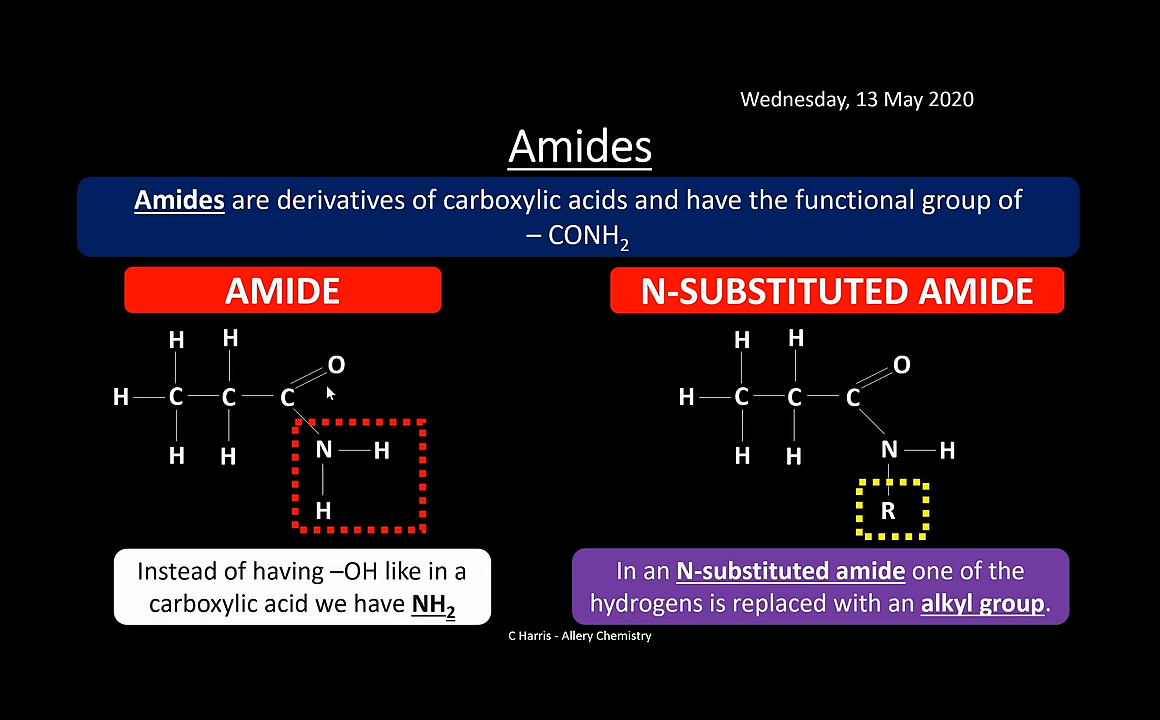 Wednesday, 13 May 2020
Amides
Amides are derivatives of carboxylic acids and have the functional group of
– CONH₂
AMIDE
N-SUBSTITUTED AMIDE
H H
O
H C C C
N H
H H
H
H H
O
H C C C
N H
H H
R
Instead of having –OH like in a
carboxylic acid we have NH₂
In an N-substituted amide one of the
hydrogens is replaced with an alkyl group.
C Harris - Allery Chemistry